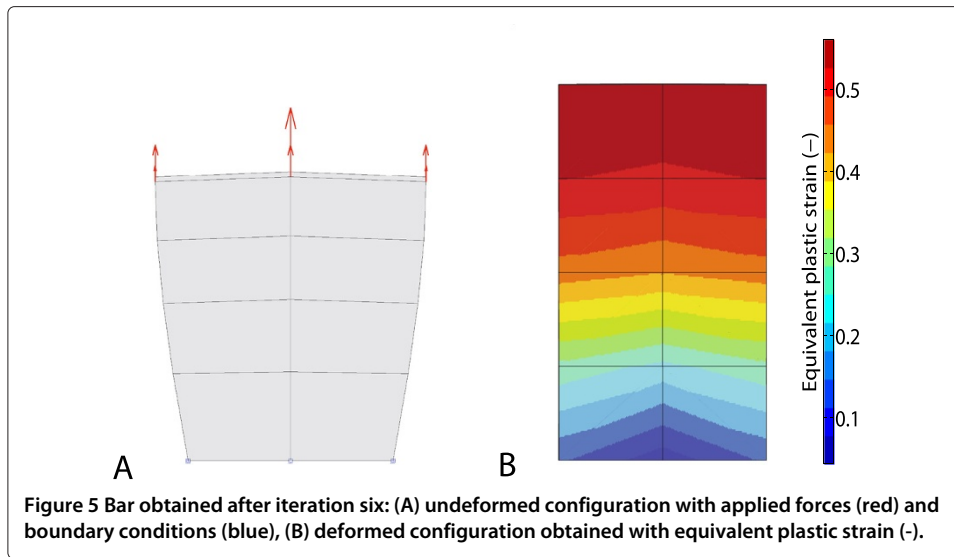 0.5
0.4
0.3
0.2
0.1
Equivalent plastic strain (−)
A
B
Figure 5 Bar obtained after iteration six: (A) undeformed configuration with applied forces (red) and
boundary conditions (blue), (B) deformed configuration obtained with equivalent plastic strain (-).